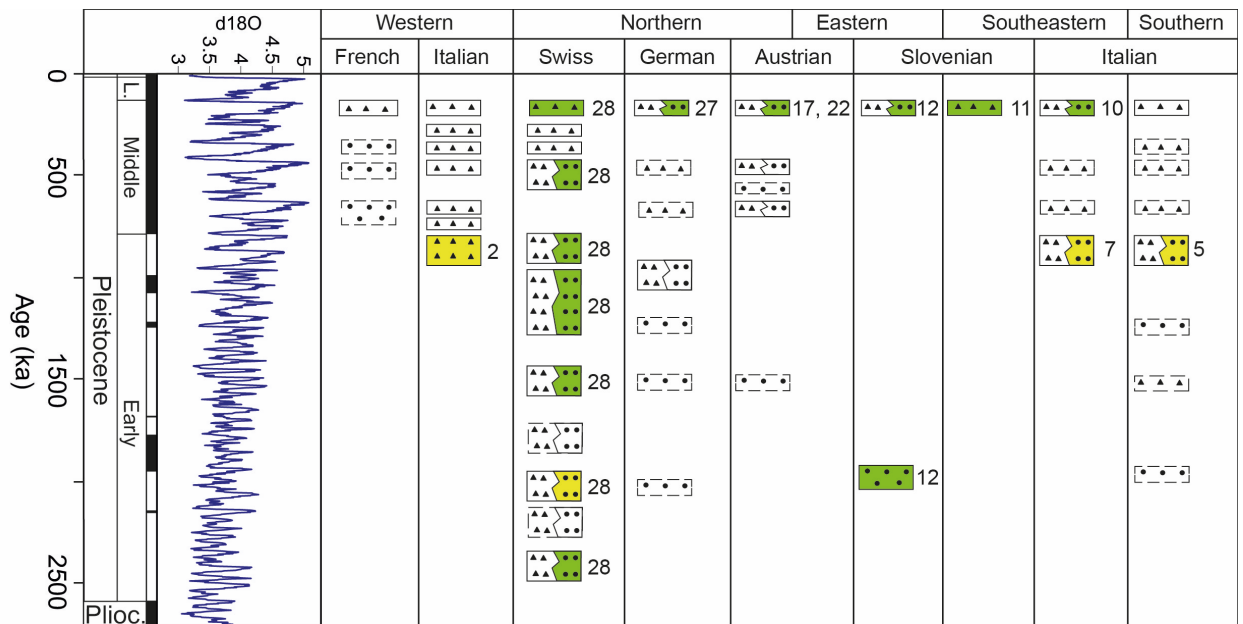 d18O
3 3.5 4 4.5 5
Western Northern Eastern Southeastern Southern
French Italian Swiss German Austrian Slovenian Italian
Age (ka)
0
500
1500
2500
Pleistocene
Plioc.
L.
Middle
Early
28 27 17, 22 12 11 10
28
2 28 7 5
28
28
12
28
28